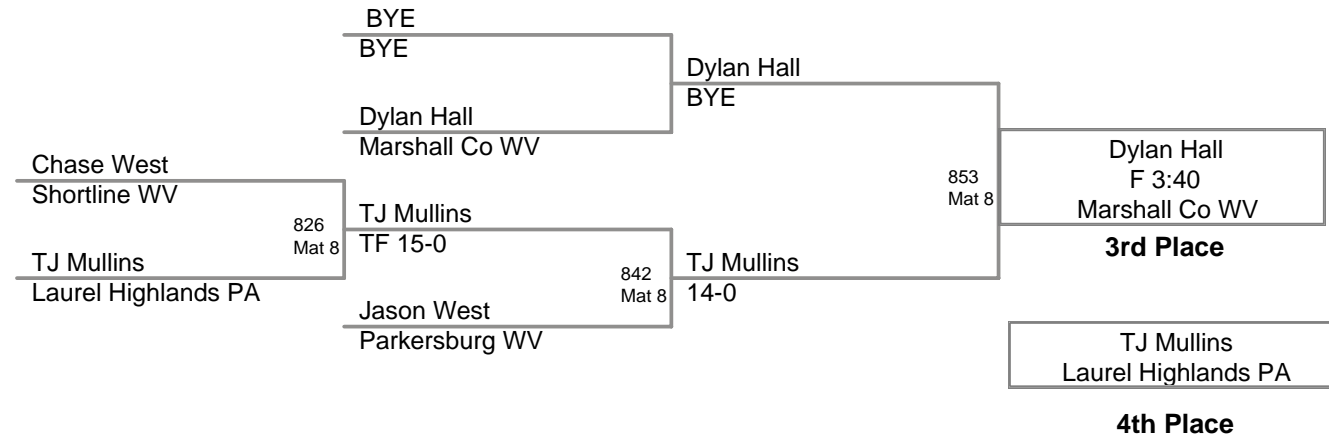 BYE
BYE
Dylan Hall
BYE
Dylan Hall
Marshall Co WV
Chase West
Shortline WV
826
Mat 8
TJ Mullins
Laurel Highlands PA
TJ Mullins
TF 15-0
842
Mat 8
Jason West
Parkersburg WV
TJ Mullins
14-0
853
Mat 8
Dylan Hall
F 3:40
Marshall Co WV
3rd Place
TJ Mullins
Laurel Highlands PA
4th Place